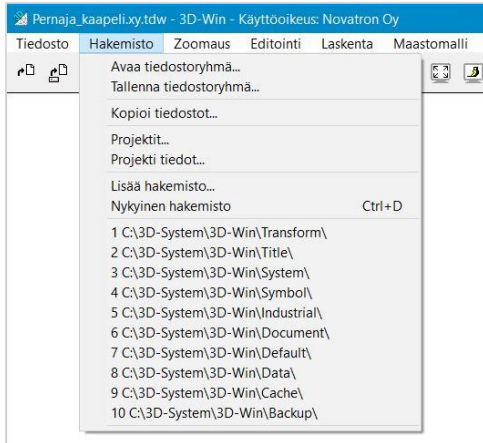 Pernaja_kaapeli.xy.tdw - 3D-Win - Käyttöoikeus: Novatron Oy
Tiedosto Hakemisto Zoomaus Editointi Laskenta Maastomalli
Avaa tiedostoryhmä...
Tallenna tiedostoryhmä...
Kopioi tiedostot...
Projektit...
Projekti tiedot...
Lisää hakemisto...
Nykyinen hakemisto Ctrl+D
1 C:\3D-System\3D-Win\Transform\
2 C:\3D-System\3D-Win\Title\
3 C:\3D-System\3D-Win\System\
4 C:\3D-System\3D-Win\Symbol\
5 C:\3D-System\3D-Win\Industrial\
6 C:\3D-System\3D-Win\Document\
7 C:\3D-System\3D-Win\Default\
8 C:\3D-System\3D-Win\Data\
9 C:\3D-System\3D-Win\Cache\
10 C:\3D-System\3D-Win\Backup\